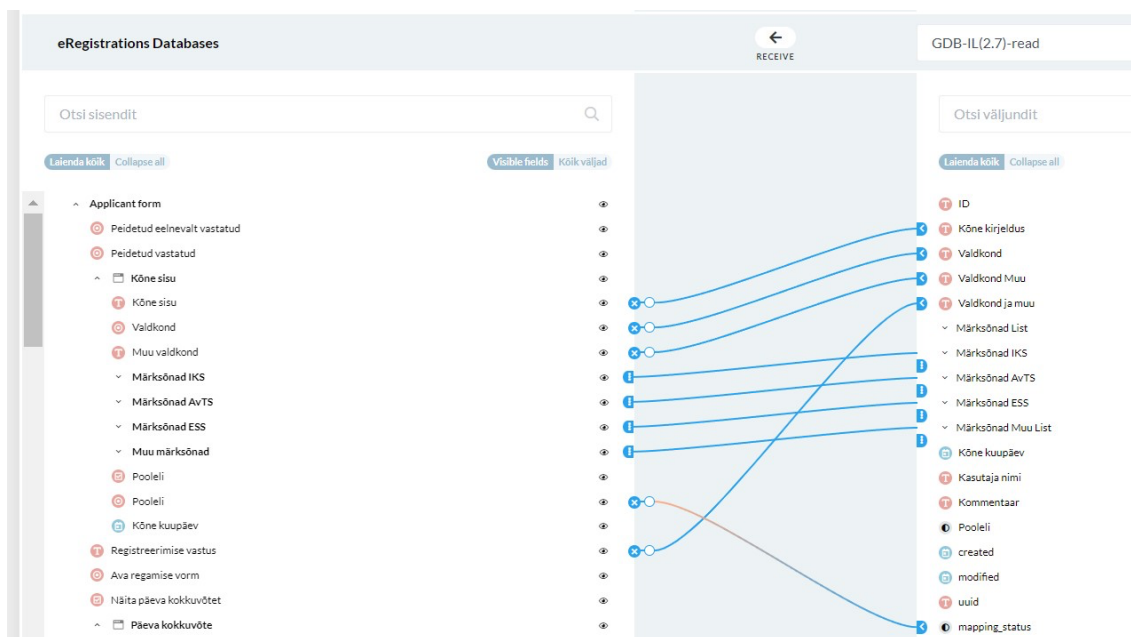 eRegistrations Databases
RECEIVE
GDB-IL(2.7)-read
Otsi sisendit
Otsi väljundit
Laienda kõik Collapse all
Visible fields Kõik väljad
Laienda kõik Collapse all
Applicant form
Peidetud eelnevalt vastatud
Peidetud vastatud
Kõne sisu
Kõne sisu
Valdkond
Muu valdkond
Märksõnad IKS
Märksõnad AvTS
Märksõnad ESS
Muu märksõnad
Pooleli
Pooleli
Kõne kuupäev
Registreerimise vastus
Ava regamise vorm
Näita päeva kokkuvõtet
Päeva kokkuvõte
ID
Kõne kirjeldus
Valdkond
Valdkond Muu
Valdkond ja muu
Märksõnad List
Märksõnad IKS
Märksõnad AvTS
Märksõnad ESS
Märksõnad Muu List
Kõne kuupäev
Kasutaja nimi
Kommentaar
Pooleli
created
modified
uuid
mapping_status